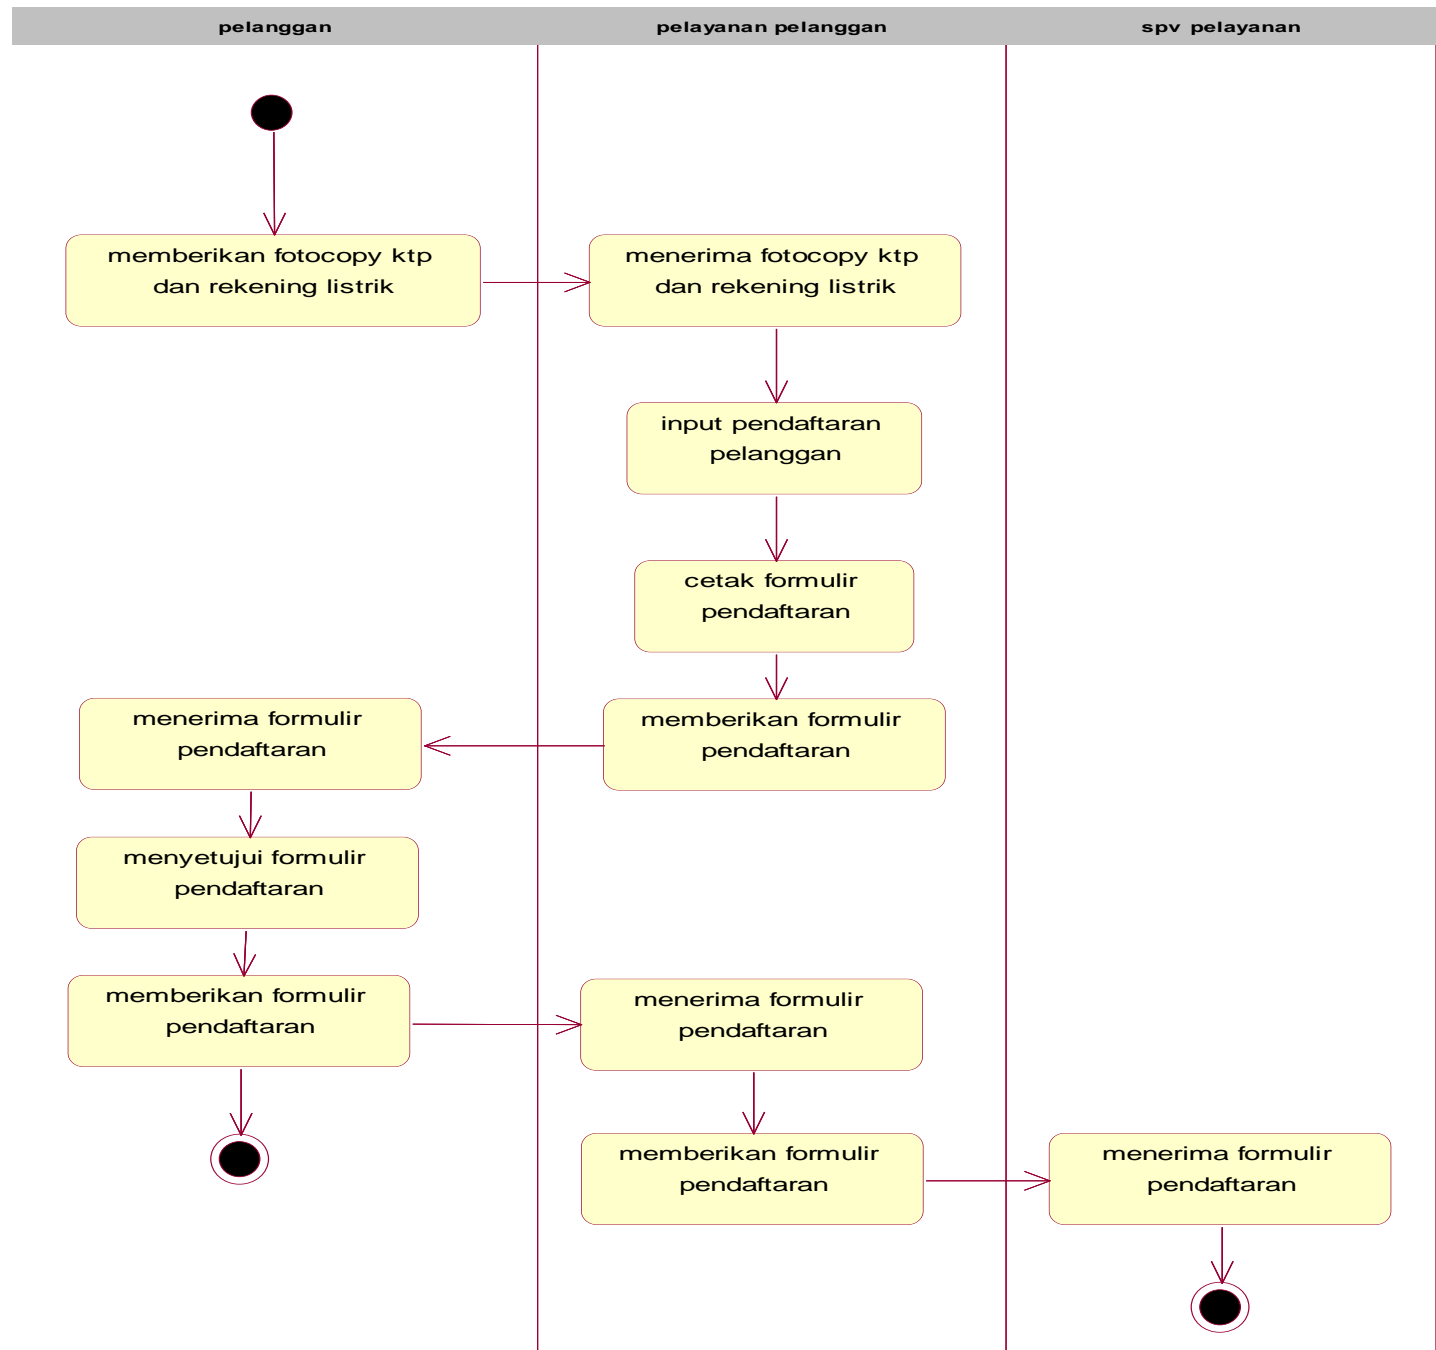 pelanggan
pelayanan pelanggan
spv pelayanan
memberikan fotocopy ktp
dan rekening listrik
menerima fotocopy ktp
dan rekening listrik
input pendaftaran
pelanggan
cetak formulir
pendaftaran
memberikan formulir
pendaftaran
menerima formulir
pendaftaran
menyetujui formulir
pendaftaran
memberikan formulir
pendaftaran
menerima formulir
pendaftaran
memberikan formulir
pendaftaran
menerima formulir
pendaftaran